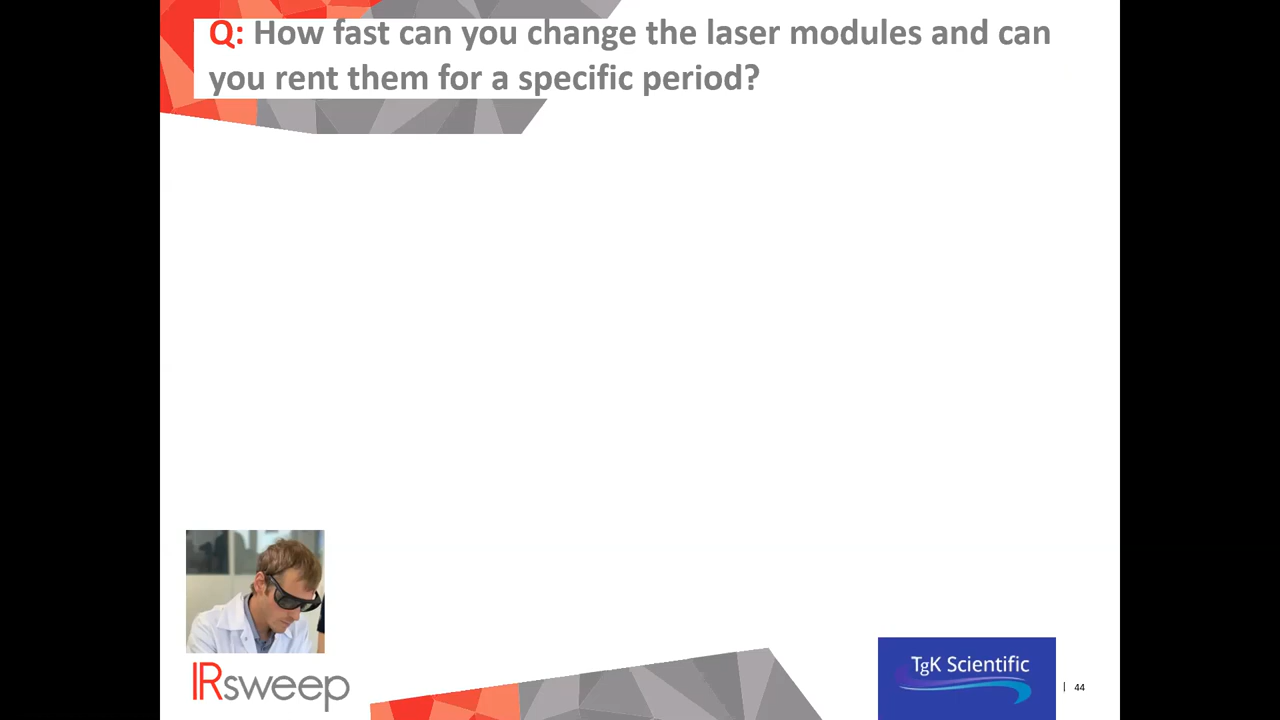 Q: How fast can you change the laser modules and can
you rent them for a specific period?
IRsweep
TgK Scientific
| 44